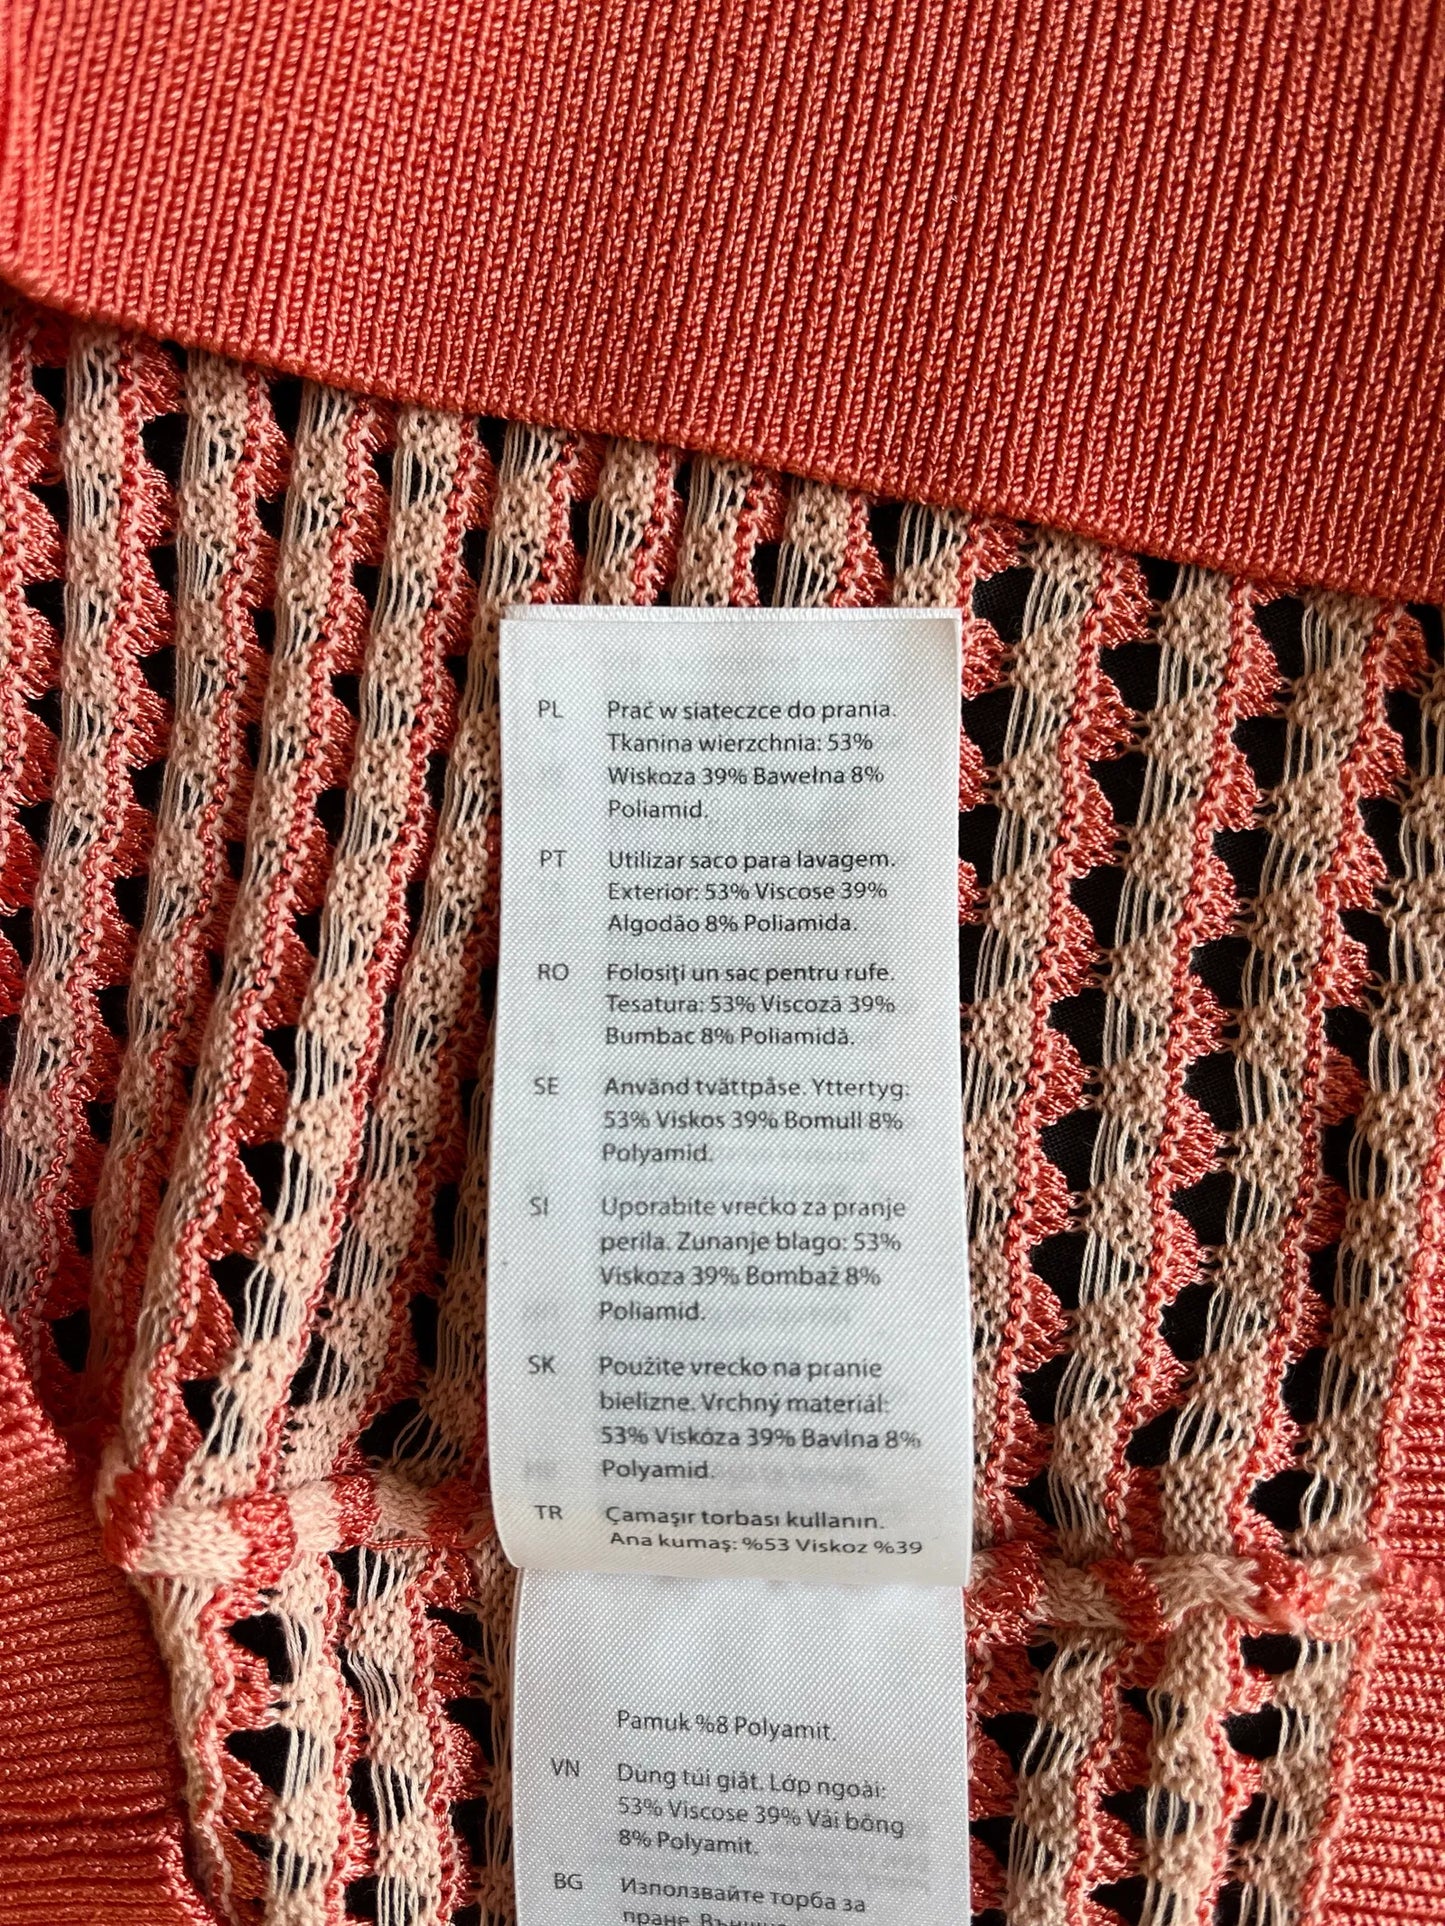 PL Prać w siateczce do prania.
Tkanina wierzchnia: 53%
Wiskoza 39% Bawełna 8%
Poliamid.
PT Utilizar saco para lavagem.
Exterior: 53% Viscose 39%
Algodão 8% Poliamida.
RO Folosiți un sac pentru rufe.
Tesatura: 53% Viscoză 39%
Bumbac 8% Poliamidă.
SE Använd tvättpåse. Yttertyg:
53% Viskos 39% Bomull 8%
Polyamid.
SI Uporabite vrečko za pranje
perila. Zunanje blago: 53%
Viskoza 39% Bombaž 8%
Poliamid.
SK Použite vrecko na pranie
bielizne. Vrchný materiál:
53% Viskóza 39% Bavlna 8%
Polyamid.
TR Çamaşır torbası kullanın.
Ana kumaş: %53 Viskoz %39
Pamuk %8 Polyamit.
VN Dùng túi giặt. Lớp ngoài:
53% Viscose 39% Vải bông
8% Polyamit.
BG Използвайте торба за
пране.